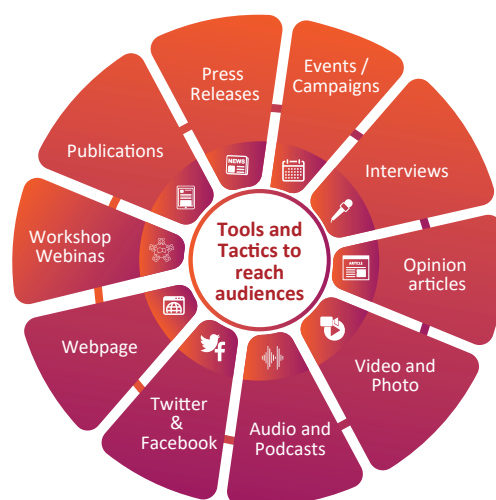 Press
Releases
Events /
Campaigns
Interviews
Opinion
articles
Video and
Photo
Audio and
Podcasts
Twitter
&
Facebook
Webpage
Workshop
Webinas
Publications
NEWS
ARTICLE
Tools and
Tactics to
reach
audiences